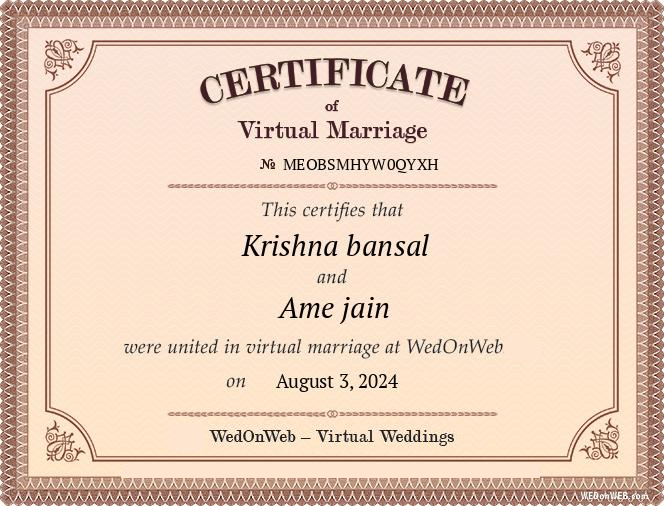 CERTIFICATE
of
Virtual Marriage
№ MEOBSMHYW0QYXH
This certifies that
Krishna bansal
and
Ame jain
were united in virtual marriage at WedOnWeb
on August 3, 2024
WedOnWeb – Virtual Weddings
WEDonWEB.com